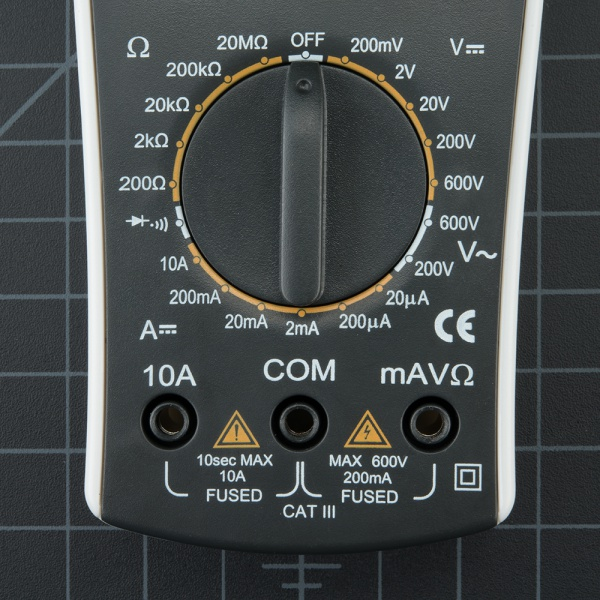 Ω
20MΩ
OFF
200mV
V⎓
200kΩ
2V
20kΩ
20V
2kΩ
200V
200Ω
600V
600V
V~
10A
200V
200mA
20µA
20mA
2mA
200µA
A⎓
CE
10A
COM
mAVΩ
10sec MAX
10A
FUSED
MAX 600V
200mA
FUSED
CAT III